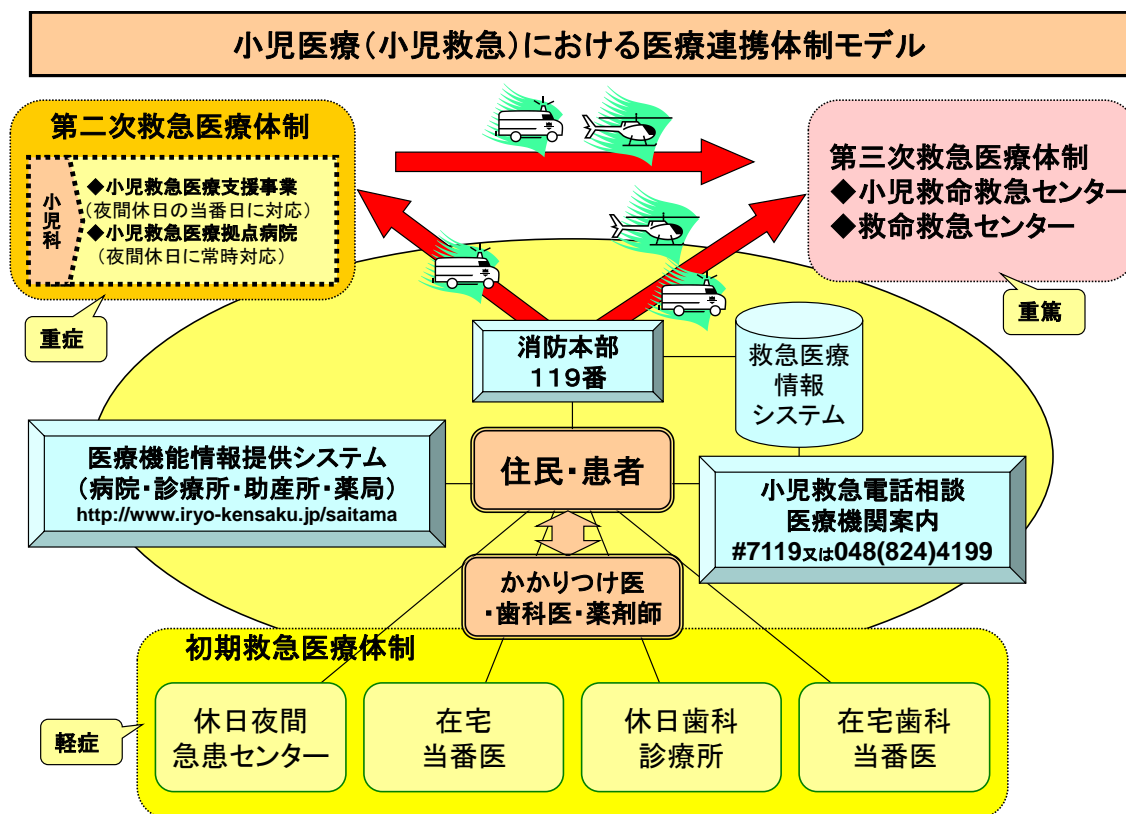 小児医療(小児救急)における医療連携体制モデル
第二次救急医療体制
小児科
◆小児救急医療支援事業
(夜間休日の当番日に対応)
◆小児救急医療拠点病院
(夜間休日に常時対応)
重症
第三次救急医療体制
◆小児救命救急センター
◆救命救急センター
重篤
消防本部
119番
救急医療
情報
システム
医療機能情報提供システム
(病院・診療所・助産所・薬局)
http://www.iryo-kensaku.jp/saitama
住民・患者
小児救急電話相談
医療機関案内
#7119又は048(824)4199
かかりつけ医
・歯科医・薬剤師
初期救急医療体制
軽症
休日夜間
急患センター
在宅
当番医
休日歯科
診療所
在宅歯科
当番医